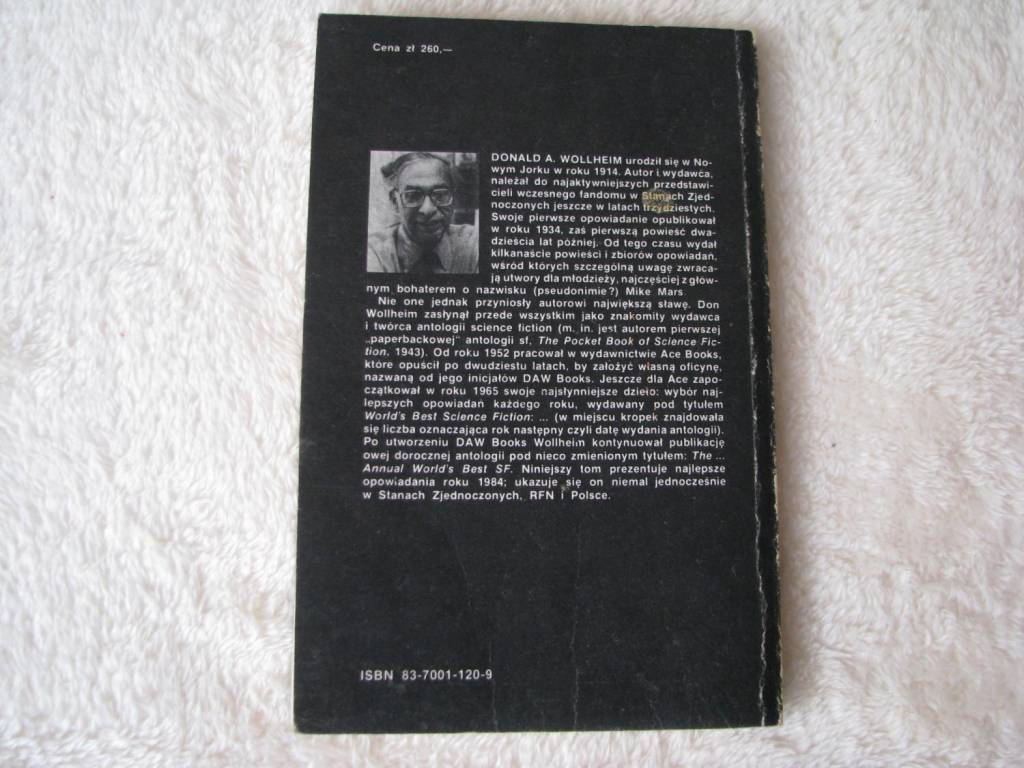 Cena zł 260,—
DONALD A. WOLLHEIM urodził się w No-
wym Jorku w roku 1914. Autor i wydawca,
należał do najaktywniejszych przedstawi-
cieli wczesnego fandomu w Stanach Zjed-
noczonych jeszcze w latach trzydziestych.
Swoje pierwsze opowiadanie opublikował
w roku 1934, zaś pierwszą powieść dwa-
dzieścia lat później. Od tego czasu wydał
kilkanaście powieści i zbiorów opowiadań,
wśród których szczególną uwagę zwraca-
ją utwory dla młodzieży, najczęściej z głów-
nym bohaterem o nazwisku (pseudonimie?) Mike Mars
Nie one jednak przyniosły autorowi największą sławę. Don
Wollheim zasłynął przede wszystkim jako znakomity wydawca
i twórca antologii science fiction (m. in. jest autorem pierwszej
„paperbackowej" antologii sf, The Pocket Book of Science Fic-
tion, 1943). Od roku 1952 pracował w wydawnictwie Ace Books,
które opuścił po dwudziestu latach, by założyć własną oficynę,
nazwaną od jego inicjałów DAW Books. Jeszcze dla Ace zapo-
czątkował w roku 1965 swoje najsłynniejsze dzieło: wybór naj-
lepszych opowiadań każdego roku, wydawany pod tytułem
World's Best Science Fiction: ... (w miejscu kropek znajdowała
się liczba oznaczająca rok następny czyli datę wydania antologii).
Po utworzeniu DAW Books Wollheim kontynuował publikację
owej dorocznej antologii pod nieco zmienionym tytułem: The ...
Annual World's Best SF. Niniejszy tom prezentuje najlepsze
opowiadania roku 1984; ukazuje się on niemal jednocześnie
w Stanach Zjednoczonych, RFN i Polsce.
ISBN 83-7001-120-9